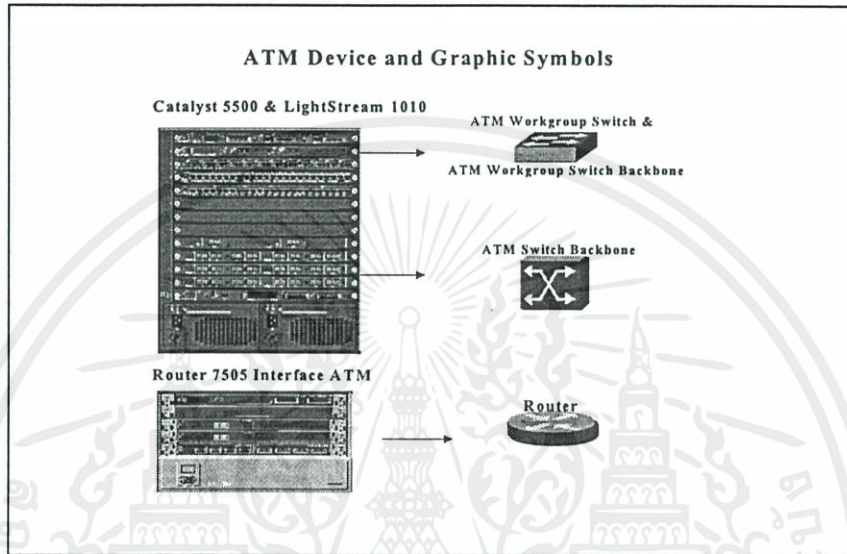 ATM Device and Graphic Symbols
Catalyst 5500 & LightStream 1010
ATM Workgroup Switch &
ATM Workgroup Switch Backbone
ATM Switch Backbone
Router 7505 Interface ATM
Router